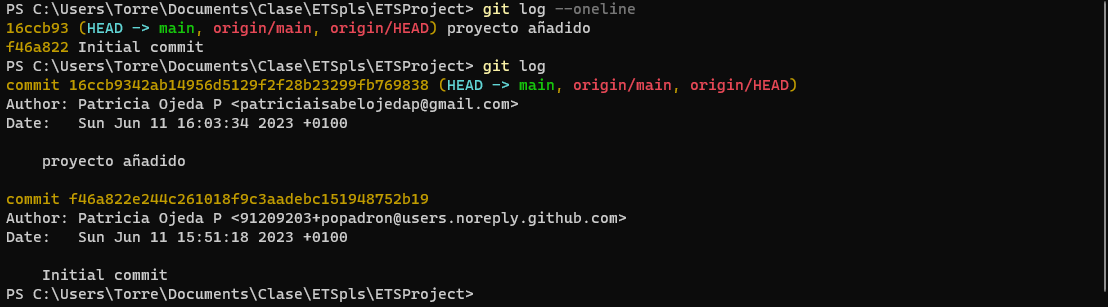 PS C:\Users\Torre\Documents\Clase\ETSpls\ETSProject> git log --oneline
16ccb93 (HEAD -> main, origin/main, origin/HEAD) proyecto añadido
f46a822 Initial commit
PS C:\Users\Torre\Documents\Clase\ETSpls\ETSProject> git log
commit 16ccb9342ab14956d5129f2f28b23299fb769838 (HEAD -> main, origin/main, origin/HEAD)
Author: Patricia Ojeda P <patriciaisabelojedap@gmail.com>
Date:   Sun Jun 11 16:03:34 2023 +0100
    proyecto añadido
commit f46a822e244c261018f9c3aadebc151948752b19
Author: Patricia Ojeda P <91209203+popadron@users.noreply.github.com>
Date:   Sun Jun 11 15:51:18 2023 +0100
    Initial commit
PS C:\Users\Torre\Documents\Clase\ETSpls\ETSProject>